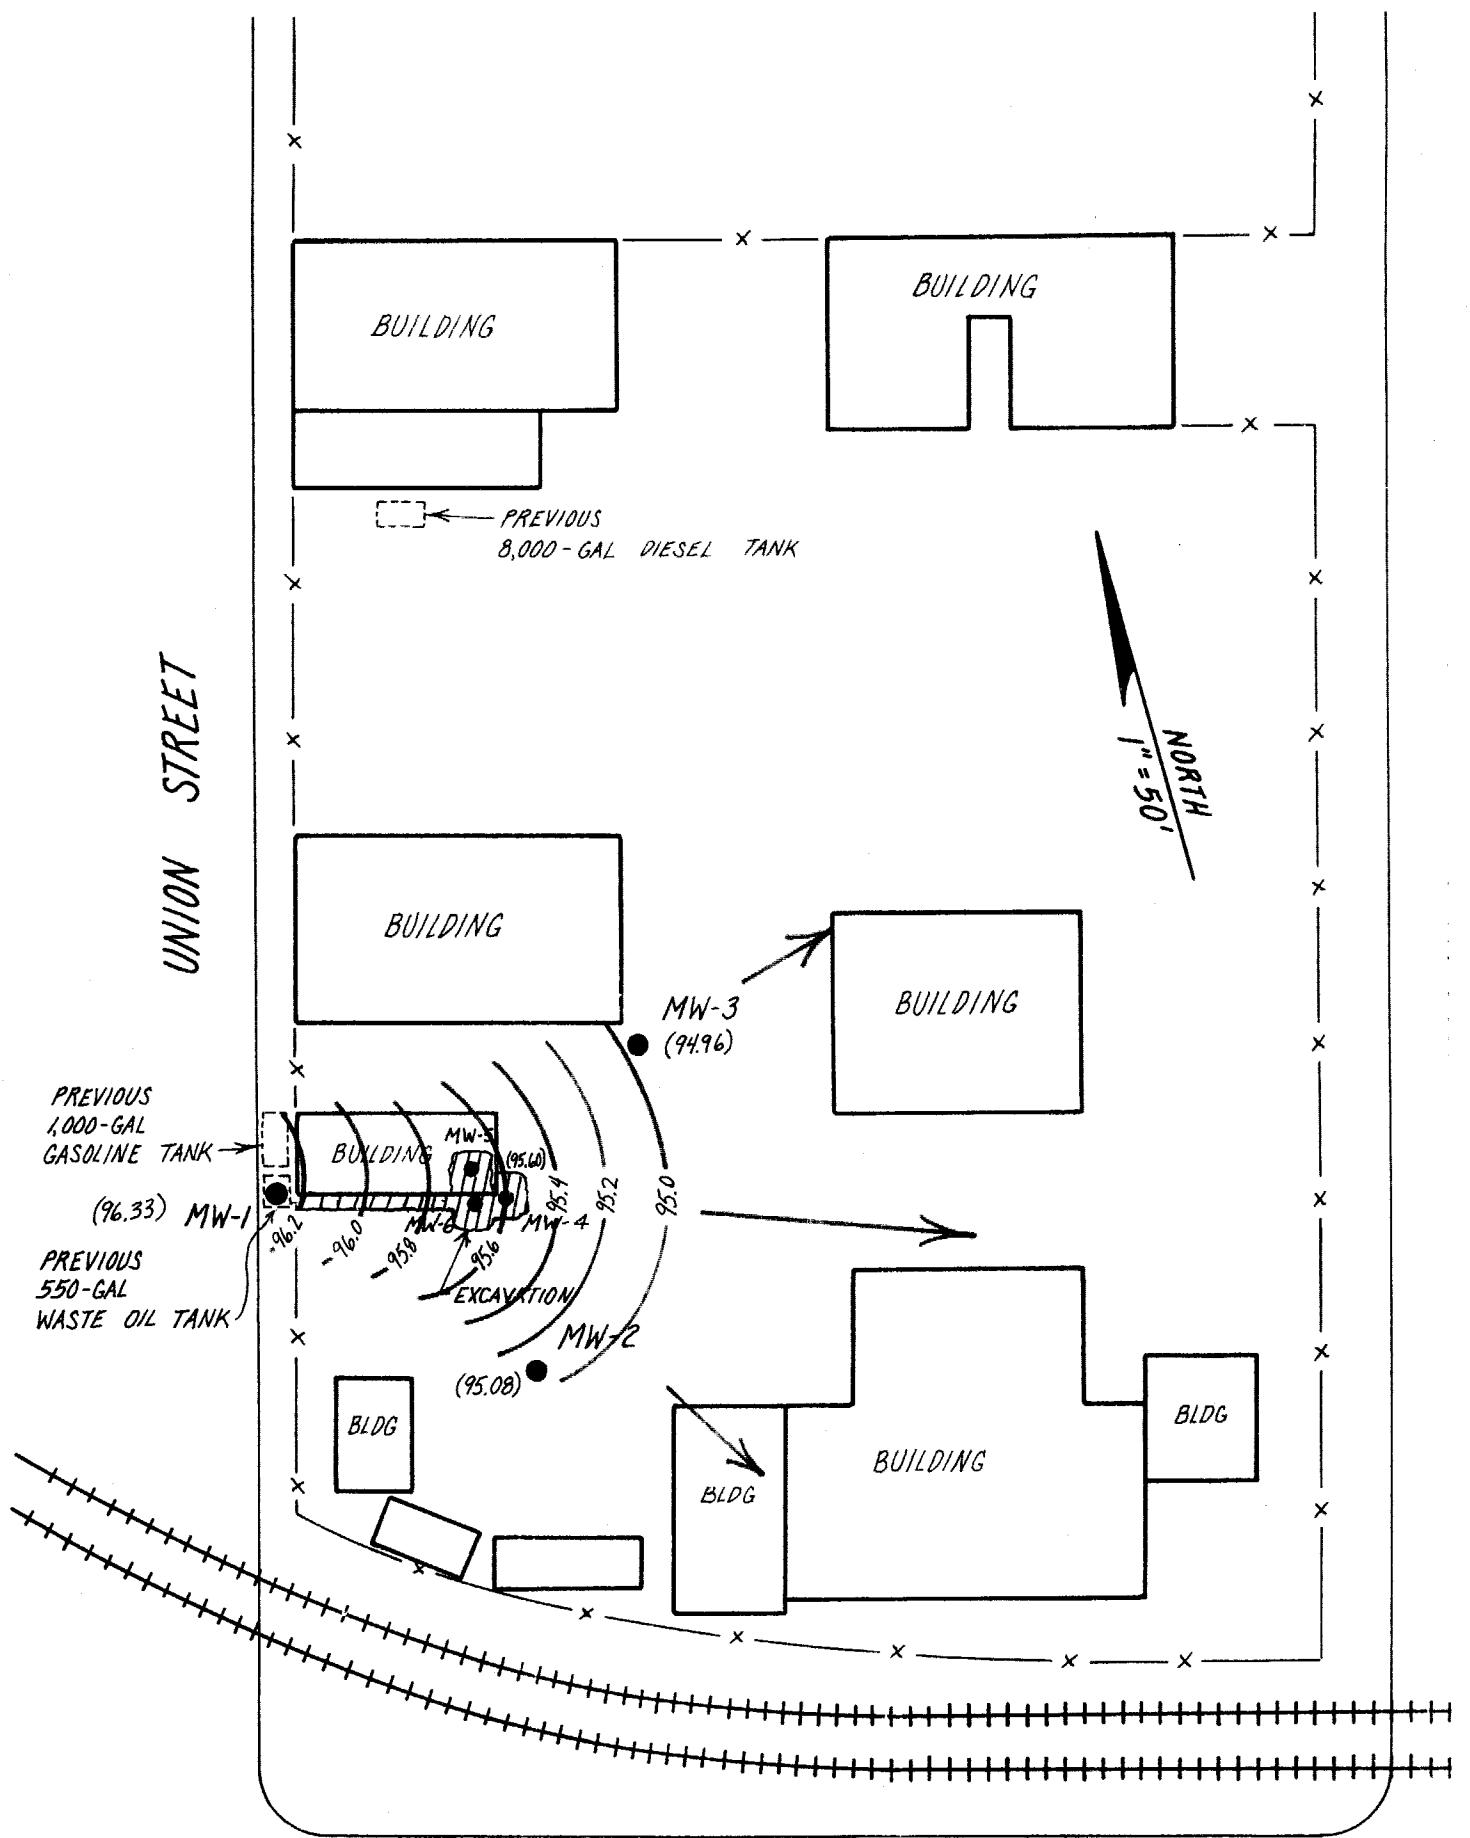 BUILDING
BUILDING
PREVIOUS
8,000-GAL DIESEL TANK
UNION STREET
NORTH
1" = 50'
BUILDING
MW-3
(94.96)
BUILDING
PREVIOUS
1,000-GAL
GASOLINE TANK
BUILDING
MW-5
(95.60)
(96.33) MW-1
MW-6
MW-4
96.2
96.0
95.8
95.6
95.4
95.2
95.0
PREVIOUS
550-GAL
WASTE OIL TANK
EXCAVATION
MW-2
(95.08)
BLDG
BLDG
BUILDING
BLDG